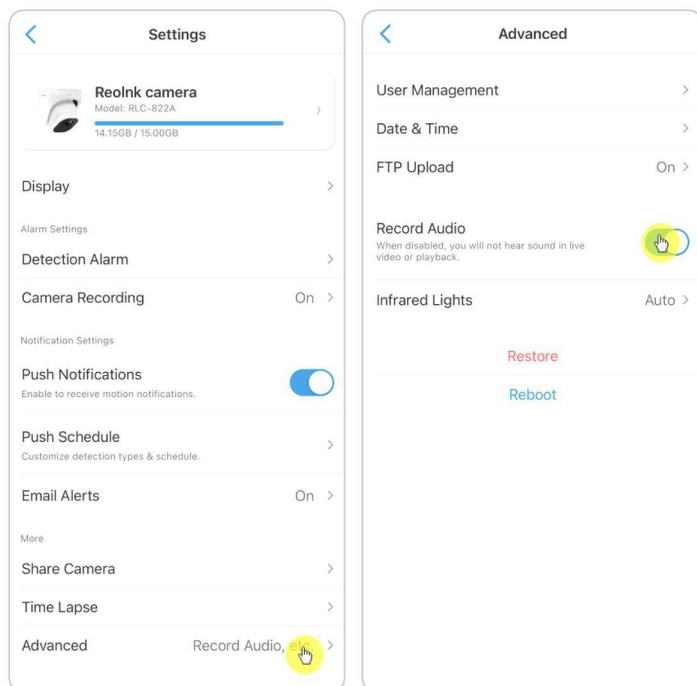 Settings
Reolnk camera
Model: RLC-822A
14.15GB / 15.00GB
Display
Alarm Settings
Detection Alarm
Camera Recording On
Notification Settings
Push Notifications
Enable to receive motion notifications.
Push Schedule
Customize detection types & schedule.
Email Alerts On
More
Share Camera
Time Lapse
Advanced Record Audio, etc.
Advanced
User Management
Date & Time
FTP Upload On
Record Audio
When disabled, you will not hear sound in live
video or playback.
Infrared Lights Auto
Restore
Reboot